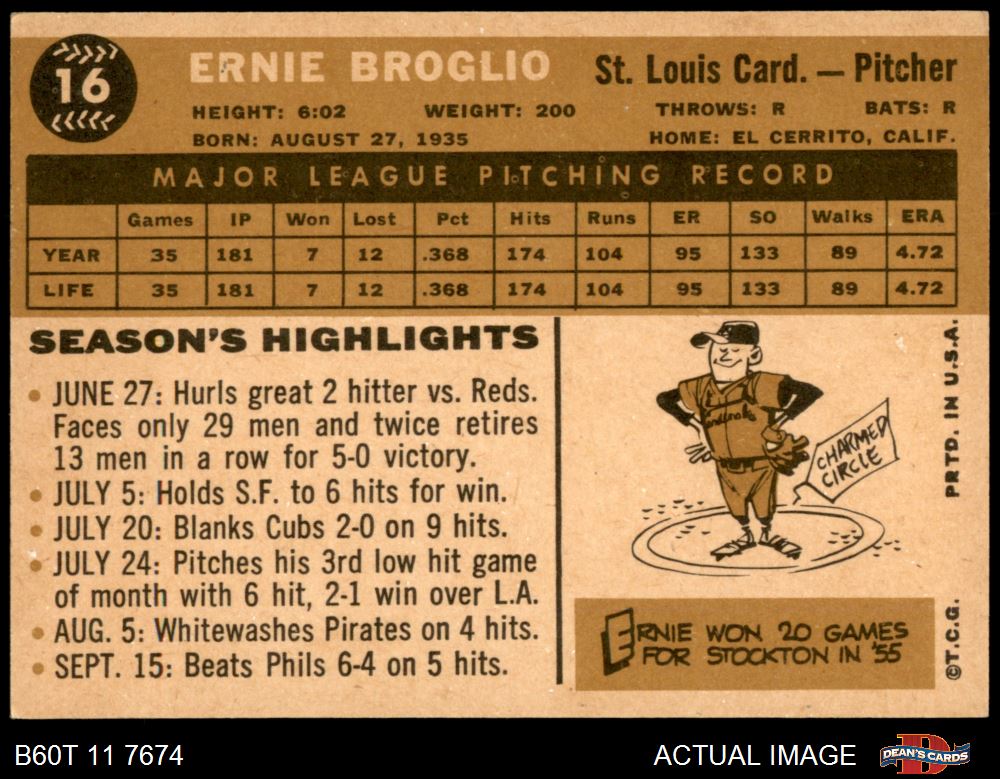 16
ERNIE BROGLIO
St. Louis Card. — Pitcher
HEIGHT: 6:02 WEIGHT: 200 THROWS: R BATS: R
BORN: AUGUST 27, 1935 HOME: EL CERRITO, CALIF.
MAJOR LEAGUE PITCHING RECORD
Games IP Won Lost Pct Hits Runs ER SO Walks ERA
YEAR 35 181 7 12 .368 174 104 95 133 89 4.72
LIFE 35 181 7 12 .368 174 104 95 133 89 4.72
SEASON'S HIGHLIGHTS
• JUNE 27: Hurls great 2 hitter vs. Reds.
Faces only 29 men and twice retires
13 men in a row for 5-0 victory.
• JULY 5: Holds S.F. to 6 hits for win.
• JULY 20: Blanks Cubs 2-0 on 9 hits.
• JULY 24: Pitches his 3rd low hit game
of month with 6 hit, 2-1 win over L.A.
• AUG. 5: Whitewashes Pirates on 4 hits.
• SEPT. 15: Beats Phils 6-4 on 5 hits.
Cardinals
CHARMED
CIRCLE
ERNIE WON 20 GAMES
FOR STOCKTON IN '55
PRTD. IN U.S.A.
©T.C.G.
B60T 11 7674
ACTUAL IMAGE
DEAN'S CARDS